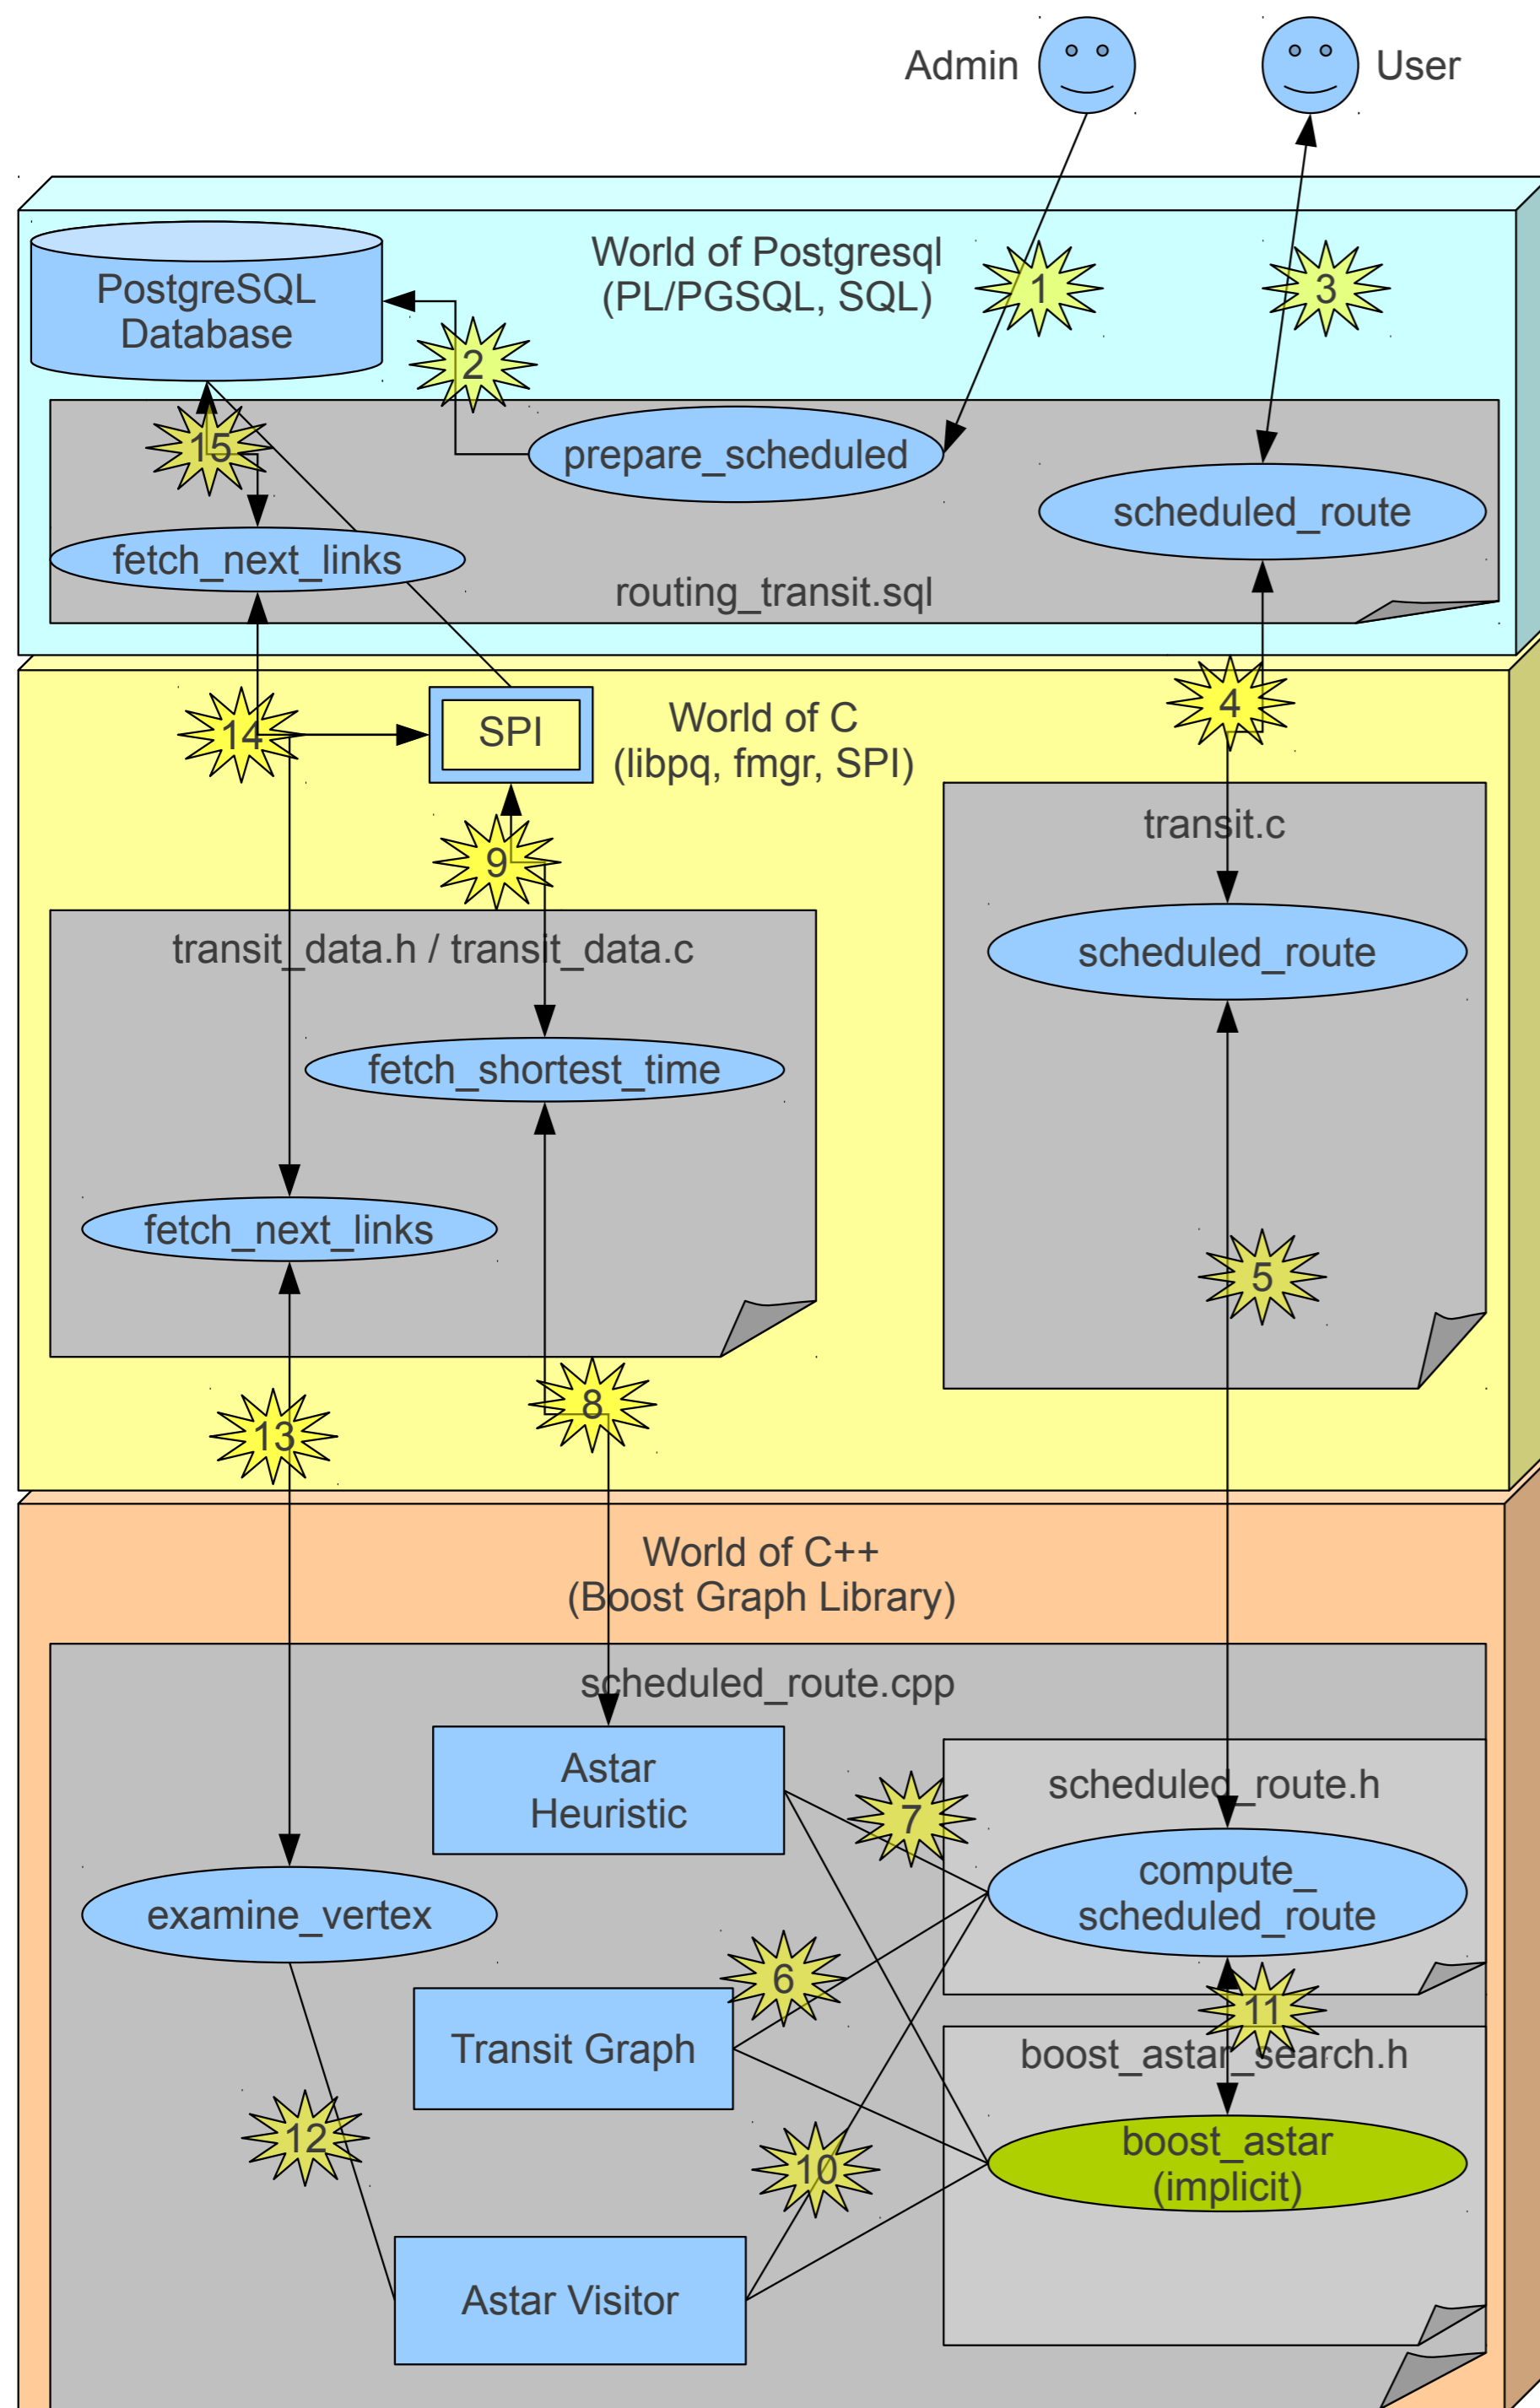 Admin
User
World of Postgresql
(PL/PGSQL, SQL)
PostgreSQL
Database
1
3
2
15
prepare_scheduled
scheduled_route
fetch_next_links
routing_transit.sql
14
SPI
World of C
(libpq, fmgr, SPI)
4
transit.c
9
transit_data.h / transit_data.c
scheduled_route
fetch_shortest_time
fetch_next_links
5
8
13
World of C++
(Boost Graph Library)
scheduled_route.cpp
Astar
Heuristic
7
scheduled_route.h
compute_
scheduled_route
examine_vertex
6
11
Transit Graph
boost_astar_search.h
12
10
boost_astar
(implicit)
Astar Visitor